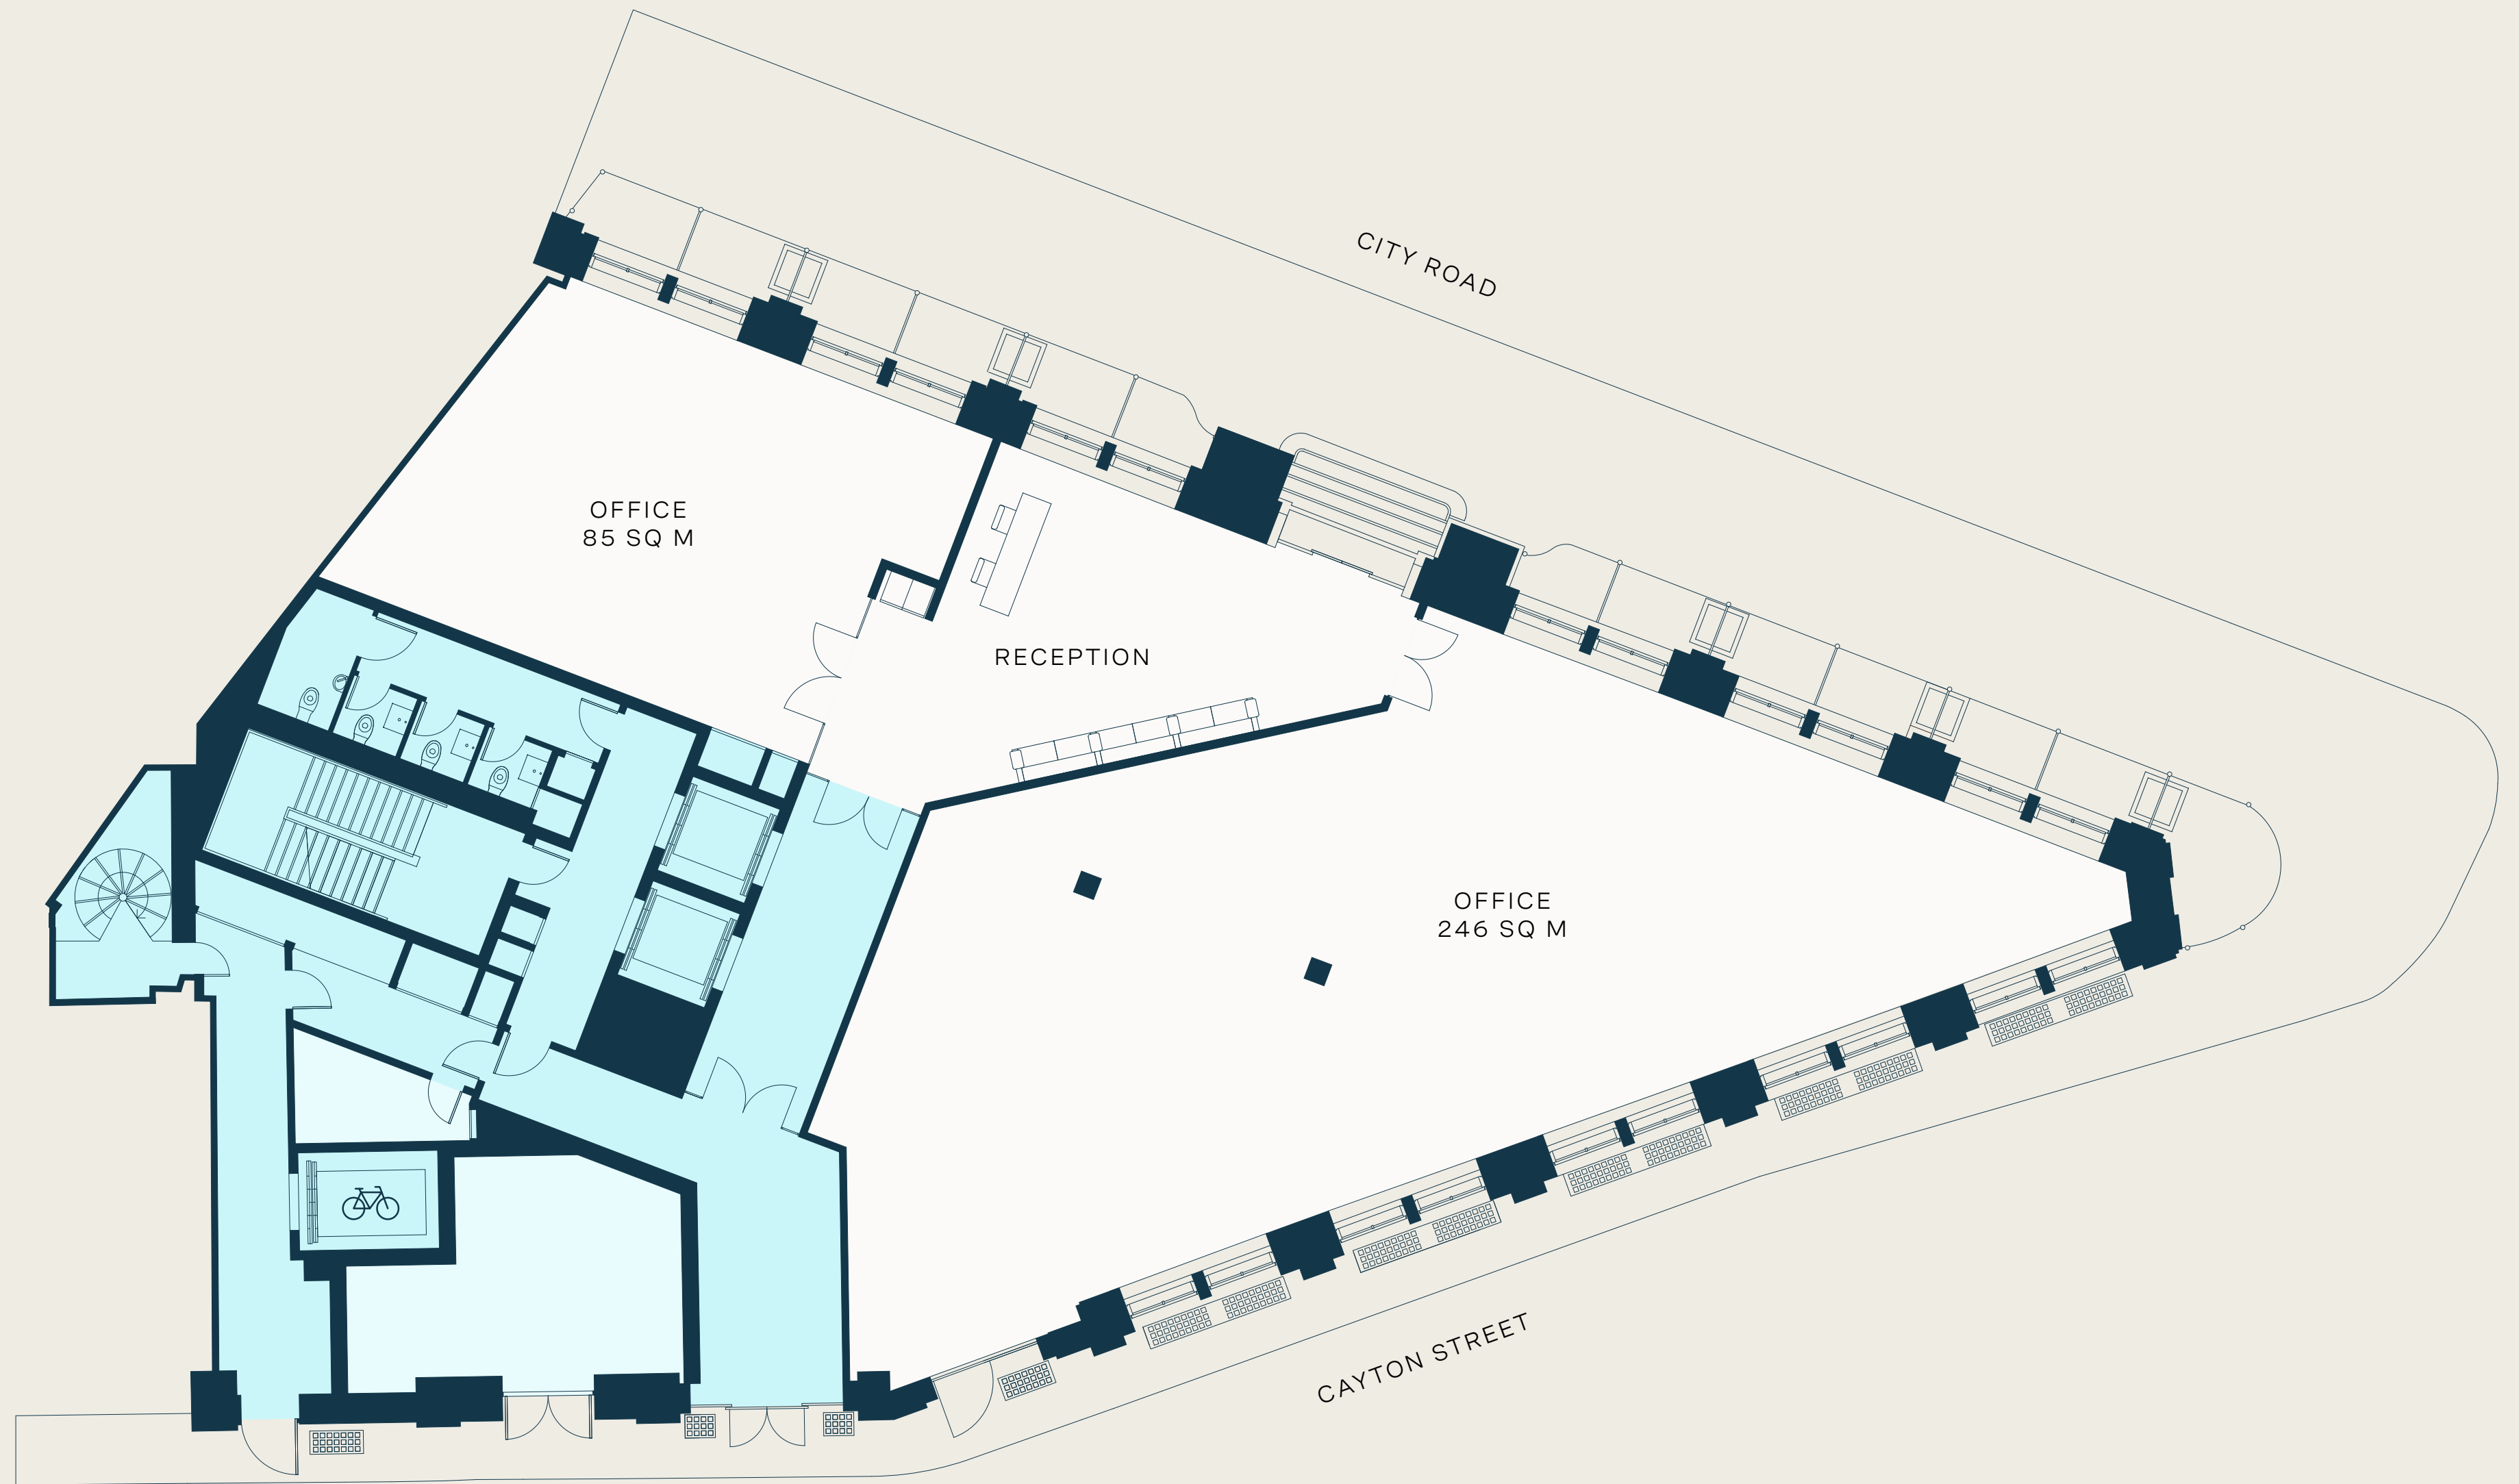 CITY ROAD
OFFICE
85 SQ M
RECEPTION
OFFICE
246 SQ M
CAYTON STREET